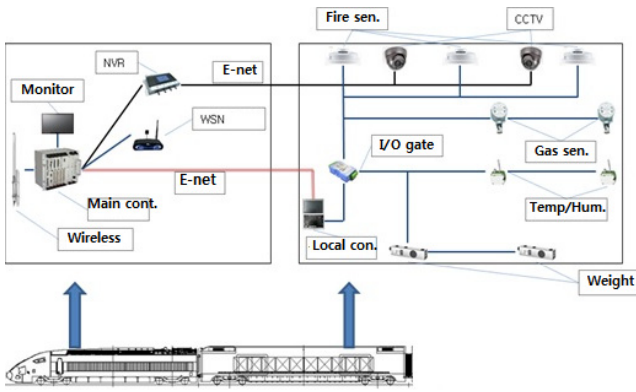 Fire sen.
CCTV
NVR
E-net
Monitor
WSN
I/O gate
Gas sen.
E-net
Main cont.
Temp/Hum.
Wireless
Local con.
Weight